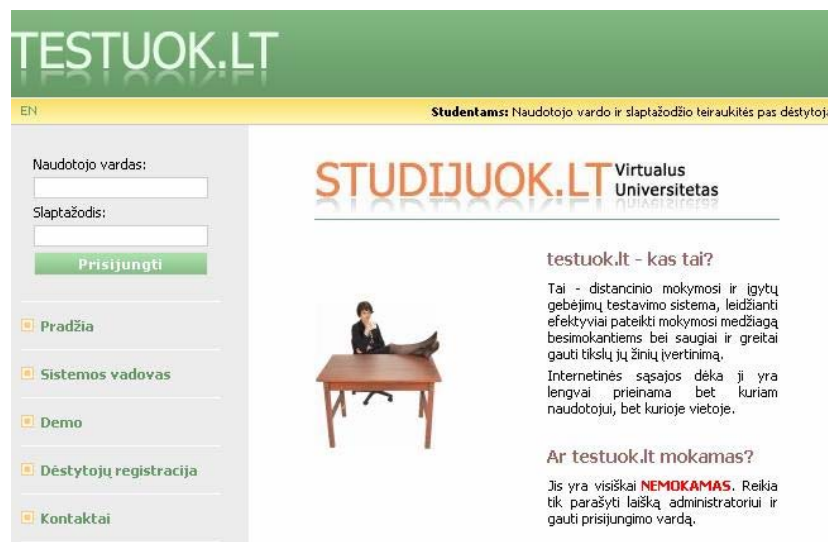 TESTUOK.LT
EN
Studentams: Naudotojo vardo ir slaptažodžio teiraukitės pas dėstytoj
Naudotojo vardas:
Slaptažodis:
Prisijungti
Pradžia
Sistemos vadovas
Demo
Dėstytojų registracija
Kontaktai
STUDIJUOK.LT Virtualus
Universitetas
testuok.lt - kas tai?
Tai - distancinio mokymosi ir įgytų
gebėjimų testavimo sistema, leidžianti
efektyviai pateikti mokymosi medžiagą
besimokantiems bei saugiai ir greitai
gauti tikslų jų žinių įvertinimą.
Internetinės sąsajos dėka ji yra
lengvai prieinama bet kuriam
naudotojui, bet kurioje vietoje.
Ar testuok.lt mokamas?
Jis yra visiškai NEMOKAMAS. Reikia
tik parašyti laišką administratoriui ir
gauti prisijungimo vardą.